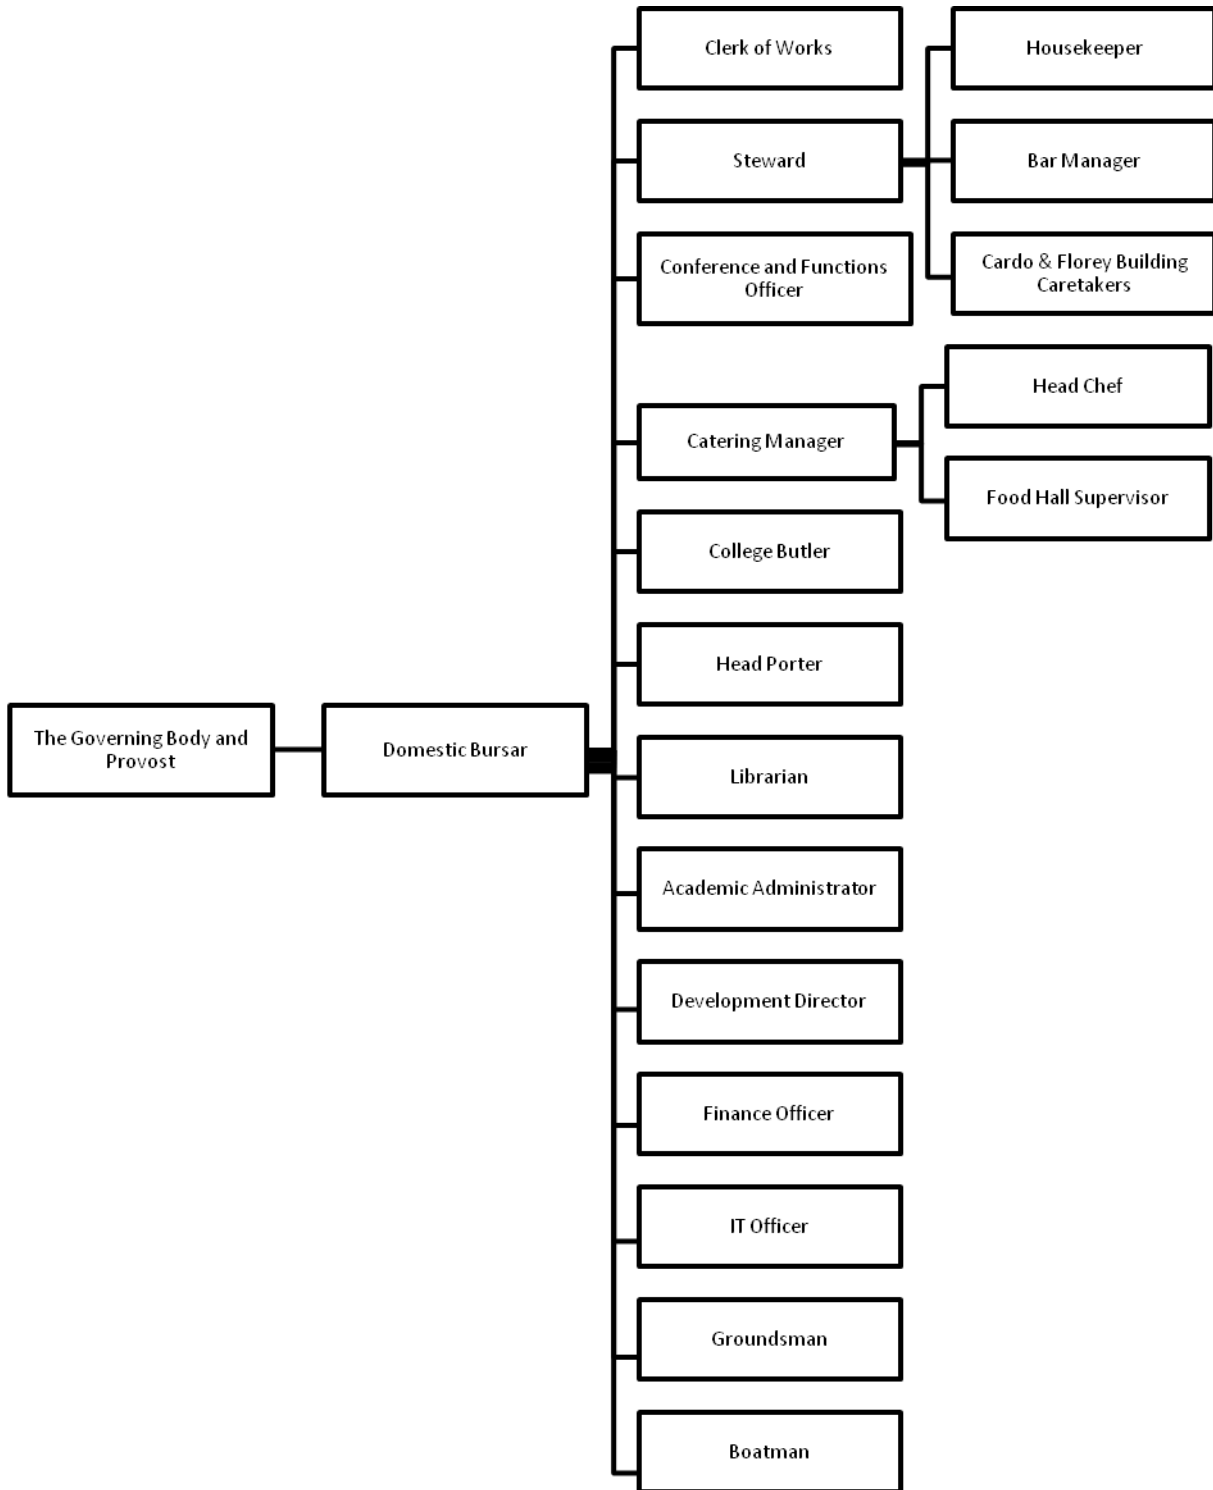 Clerk of Works
Housekeeper
Steward
Bar Manager
Conference and Functions
Officer
Cardo & Florey Building
Caretakers
Head Chef
Catering Manager
Food Hall Supervisor
College Butler
Head Porter
The Governing Body and
Provost
Domestic Bursar
Librarian
Academic Administrator
Development Director
Finance Officer
IT Officer
Groundsman
Boatman